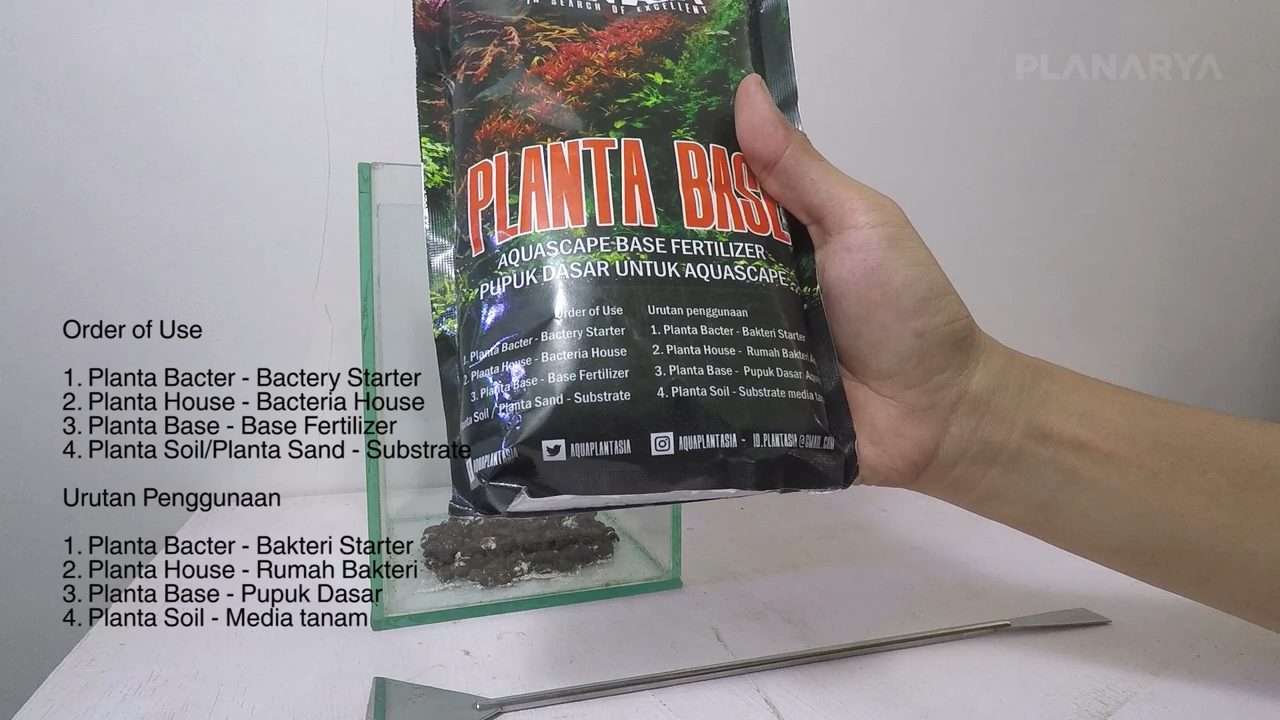 IN SEARCH OF EXCELLENT
PLANARYA
PLANTA BASE
AQUASCAPE BASE FERTILIZER
PUPUK DASAR UNTUK AQUASCAPE
Order of Use
1. Planta Bacter - Bactery Starter
2. Planta House - Bacteria House
3. Planta Base - Base Fertilizer
Soil / Planta Sand - Substrate
Urutan penggunaan
1. Planta Bacter - Bakteri Starter
2. Planta House - Rumah Bakteri
3. Planta Base - Pupuk Dasar
4. Planta Soil - Substrate media
AQUAPLANTASIA AQUAPLANTASIA AQUAPLANTASIA - ID.PLANTASIA@GMAIL.COM
Order of Use
1. Planta Bacter - Bactery Starter
2. Planta House - Bacteria House
3. Planta Base - Base Fertilizer
4. Planta Soil/Planta Sand - Substrate
Urutan Penggunaan
1. Planta Bacter - Bakteri Starter
2. Planta House - Rumah Bakteri
3. Planta Base - Pupuk Dasar
4. Planta Soil - Media tanam